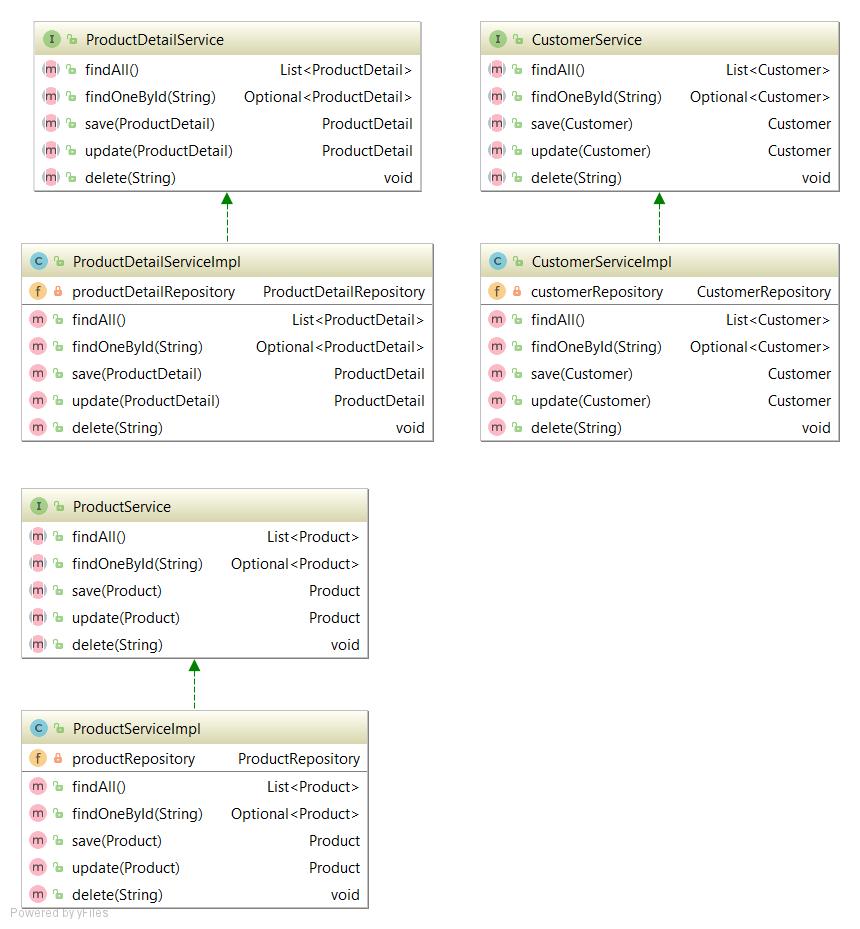 I ProductDetailService
m findAll() List<ProductDetail>
m findOneById(String) Optional<ProductDetail>
m save(ProductDetail) ProductDetail
m update(ProductDetail) ProductDetail
m delete(String) void
I CustomerService
m findAll() List<Customer>
m findOneById(String) Optional<Customer>
m save(Customer) Customer
m update(Customer) Customer
m delete(String) void
C ProductDetailServiceImpl
f productDetailRepository ProductDetailRepository
m findAll() List<ProductDetail>
m findOneById(String) Optional<ProductDetail>
m save(ProductDetail) ProductDetail
m update(ProductDetail) ProductDetail
m delete(String) void
C CustomerServiceImpl
f customerRepository CustomerRepository
m findAll() List<Customer>
m findOneById(String) Optional<Customer>
m save(Customer) Customer
m update(Customer) Customer
m delete(String) void
I ProductService
m findAll() List<Product>
m findOneById(String) Optional<Product>
m save(Product) Product
m update(Product) Product
m delete(String) void
C ProductServiceImpl
f productRepository ProductRepository
m findAll() List<Product>
m findOneById(String) Optional<Product>
m save(Product) Product
m update(Product) Product
m delete(String) void
Powered by yFiles